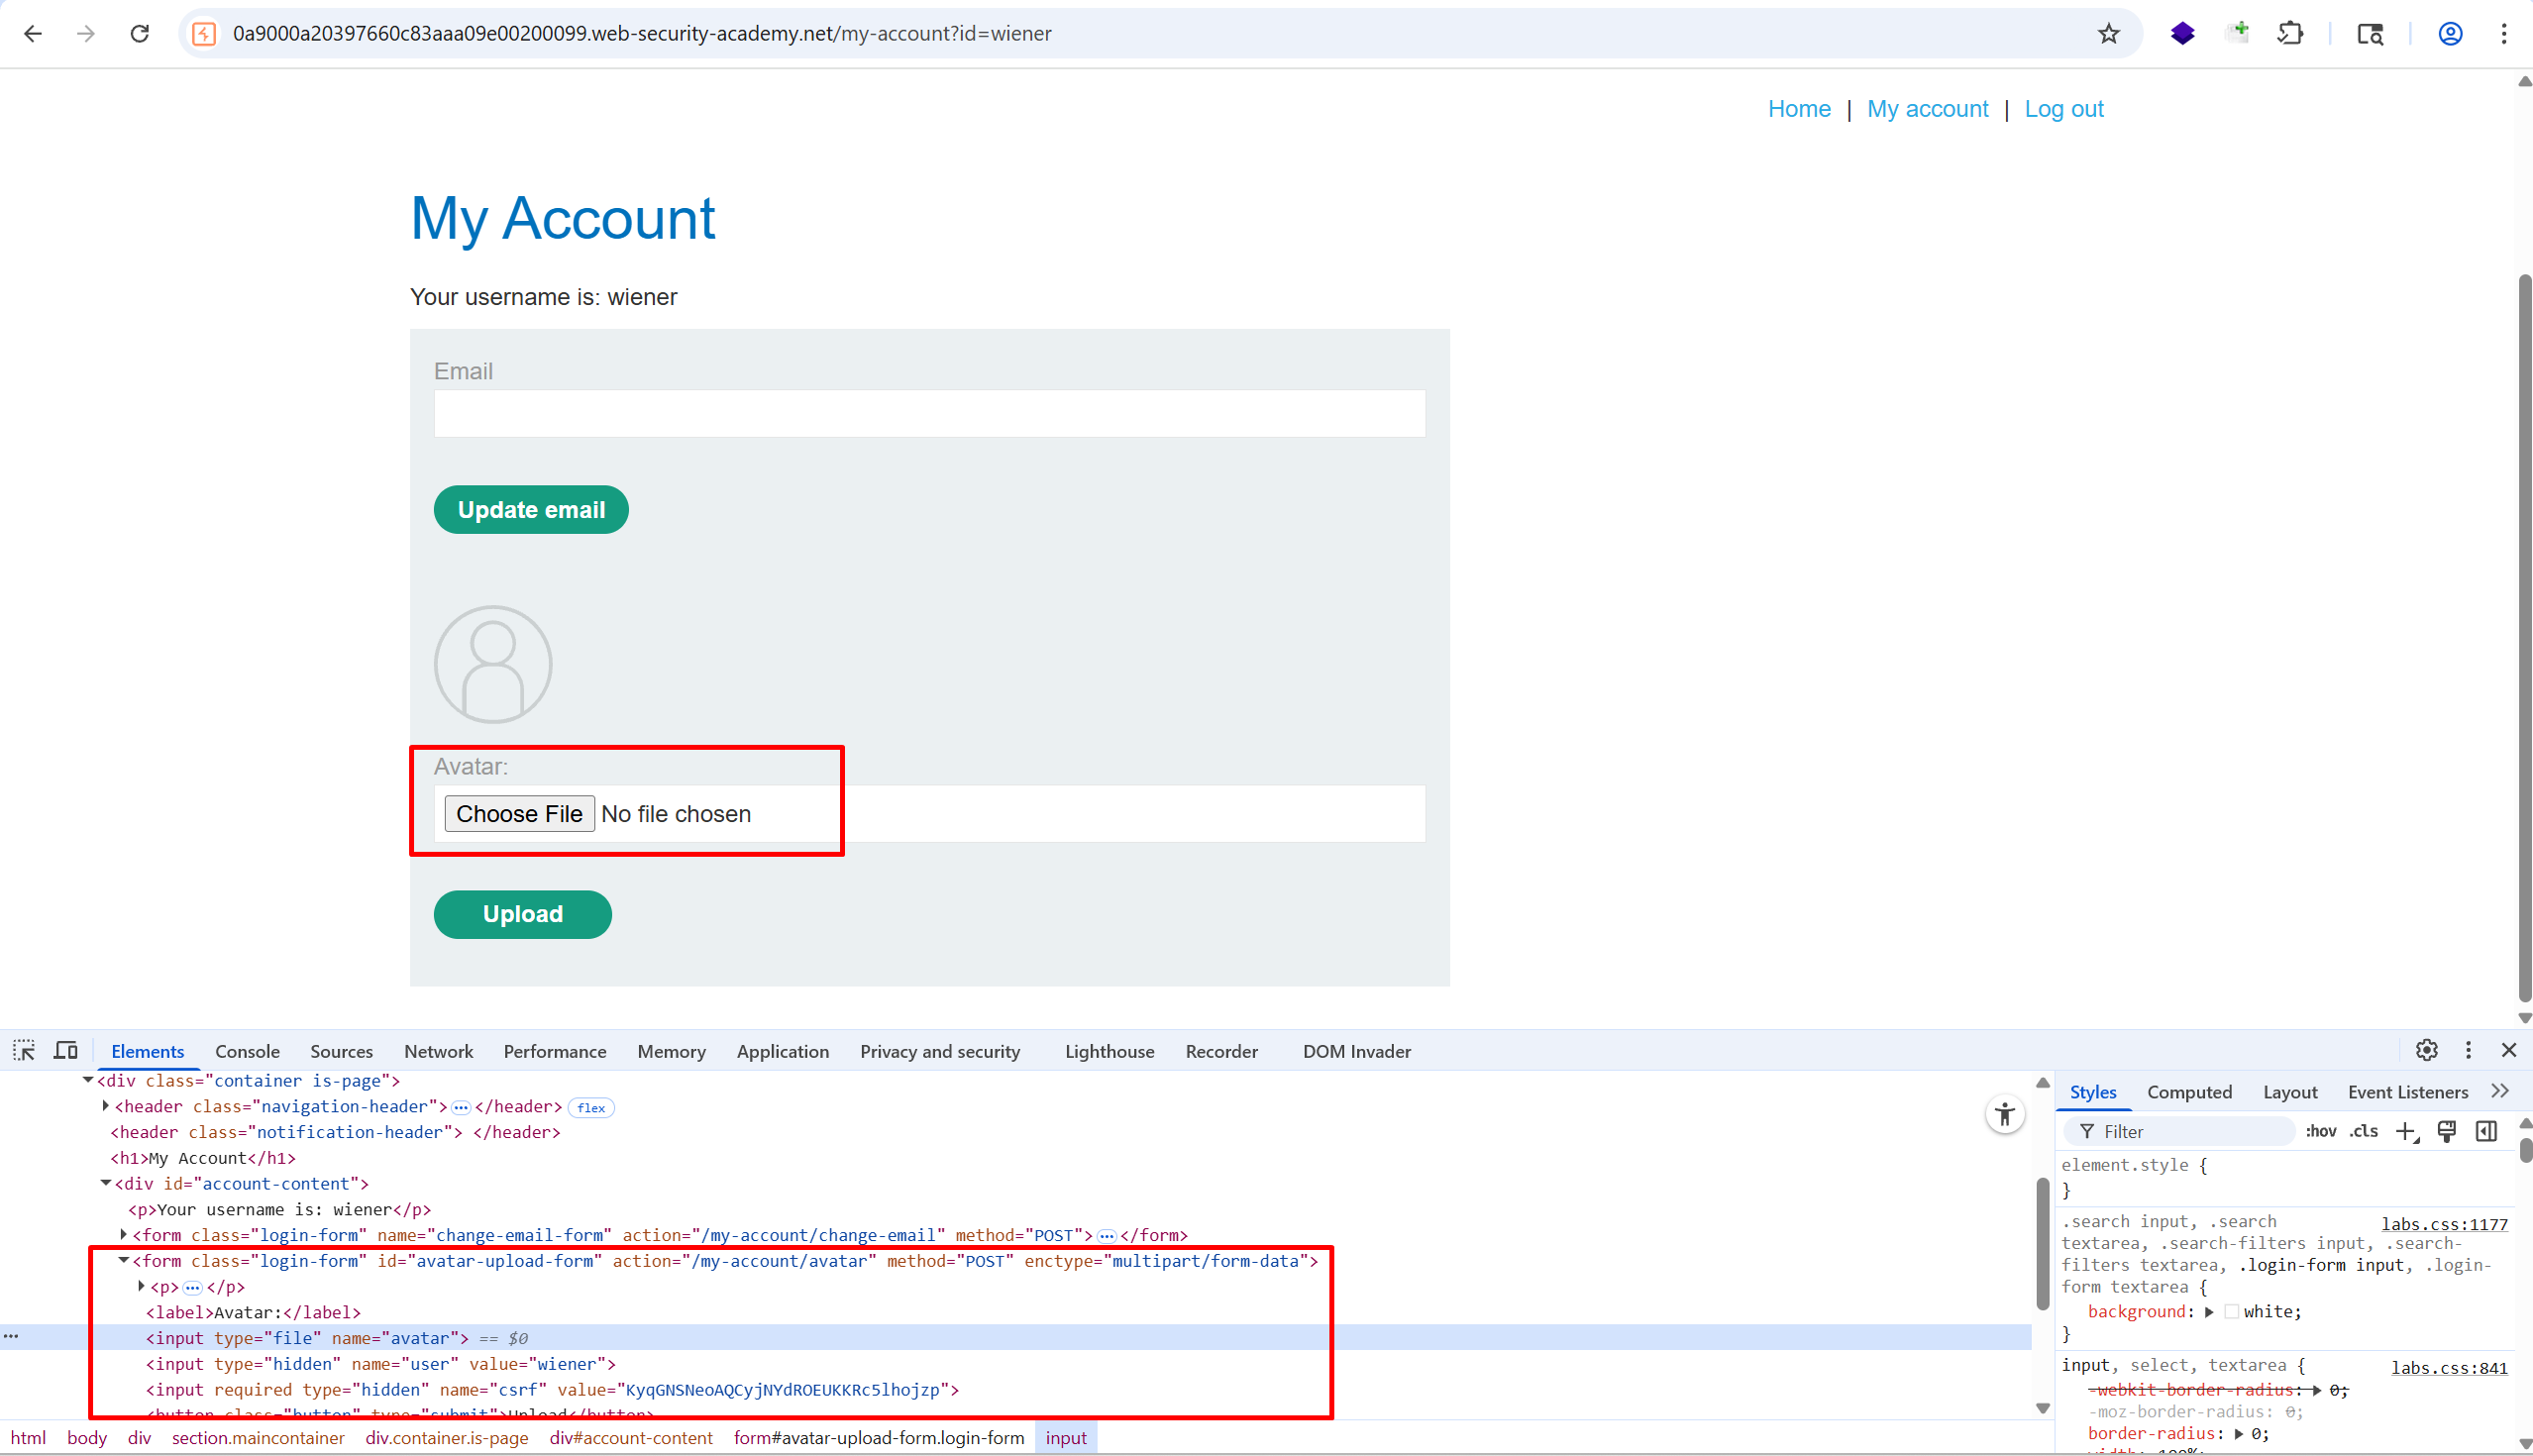 0a9000a20397660c83aaa09e00200099.web-security-academy.net/my-account?id=wiener
Home | My account | Log out
My Account
Your username is: wiener
Email
Update email
Avatar:
Choose File No file chosen
Upload
Elements Console Sources Network Performance Memory Application Privacy and security Lighthouse Recorder DOM Invader
<div class="container is-page">
<header class="navigation-header"> ••• </header> flex
<header class="notification-header"> </header>
<h1>My Account</h1>
<div id="account-content">
<p>Your username is: wiener</p>
<form class="login-form" name="change-email-form" action="/my-account/change-email" method="POST"> ••• </form>
<form class="login-form" id="avatar-upload-form" action="/my-account/avatar" method="POST" enctype="multipart/form-data">
<p> ••• </p>
<label>Avatar:</label>
<input type="file" name="avatar"> == $0
<input type="hidden" name="user" value="wiener">
<input required type="hidden" name="csrf" value="KyqGNSNeoAQCyjNYdROEUKKRc5lhojzp">
<button class="button" type="submit">Upload</button>
html body div section.maincontainer div.container.is-page div#account-content form#avatar-upload-form.login-form input
Styles Computed Layout Event Listeners
Filter :hov .cls
element.style {
}
.search input, .search labs.css:1177
textarea, .search-filters input, .search-
filters textarea, .login-form input, .login-
form textarea {
background: white;
}
input, select, textarea { labs.css:841
-webkit-border-radius: 0;
-moz-border-radius: 0;
border-radius: 0;
width: 100%;